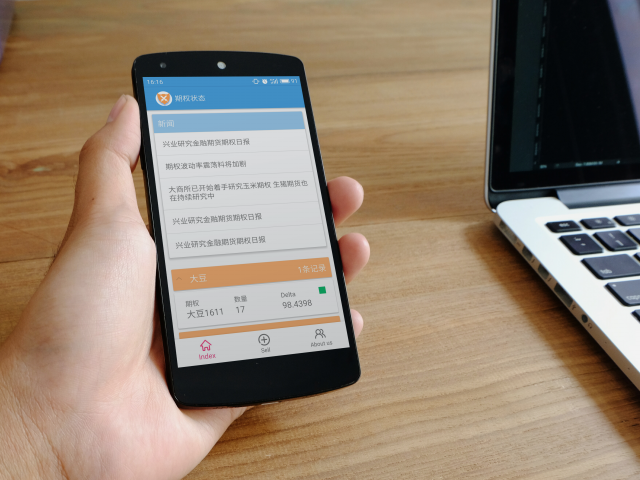 16:16
91
期权状态
新闻
兴业研究金融期货期权日报
期权波动率震荡料将加剧
大商所已开始着手研究玉米期权 生猪期货也
在持续研究中
兴业研究金融期货期权日报
兴业研究金融期货期权日报
大豆 1条记录
期权 数量 Delta
大豆1611 17 98.4398
Index Sell About us